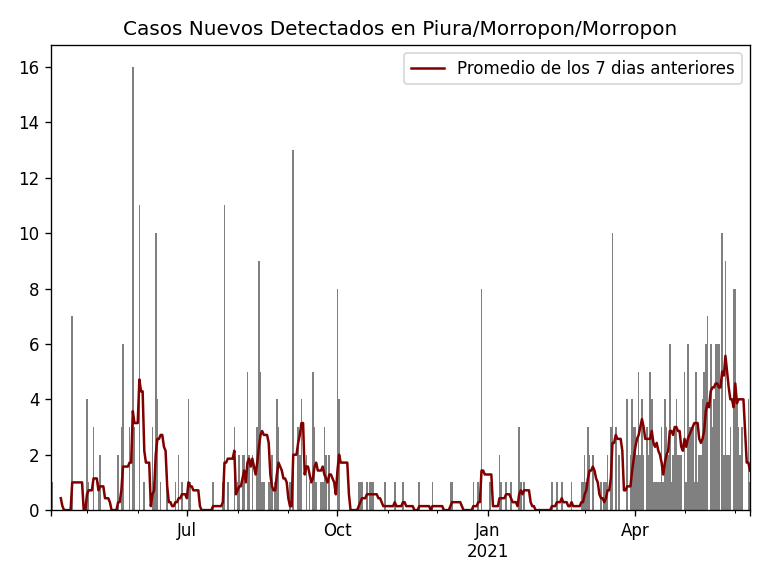 Casos Nuevos Detectados en Piura/Morropon/Morropon
Promedio de los 7 dias anteriores
16
14
12
10
8
6
4
2
0
Jul
Oct
Jan
2021
Apr